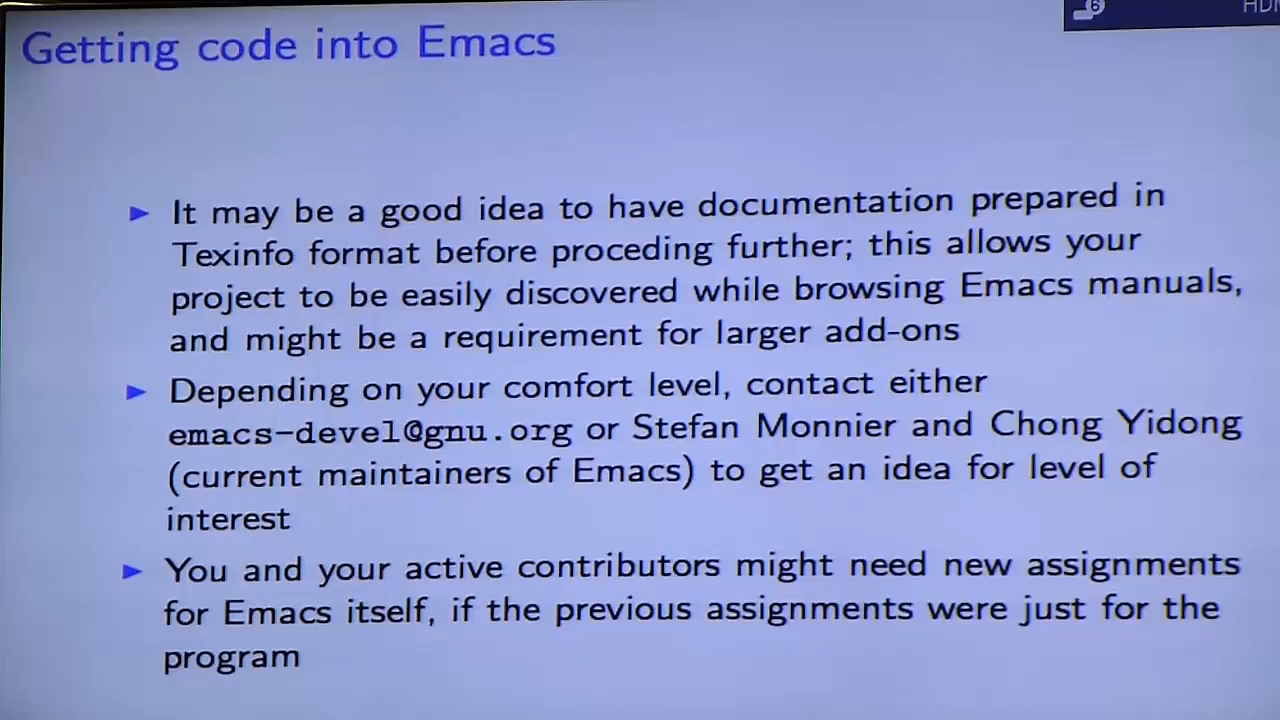 6
Getting code into Emacs
► It may be a good idea to have documentation prepared in
Texinfo format before proceding further; this allows your
project to be easily discovered while browsing Emacs manuals,
and might be a requirement for larger add-ons
► Depending on your comfort level, contact either
emacs-devel@gnu.org or Stefan Monnier and Chong Yidong
(current maintainers of Emacs) to get an idea for level of
interest
► You and your active contributors might need new assignments
for Emacs itself, if the previous assignments were just for the
program